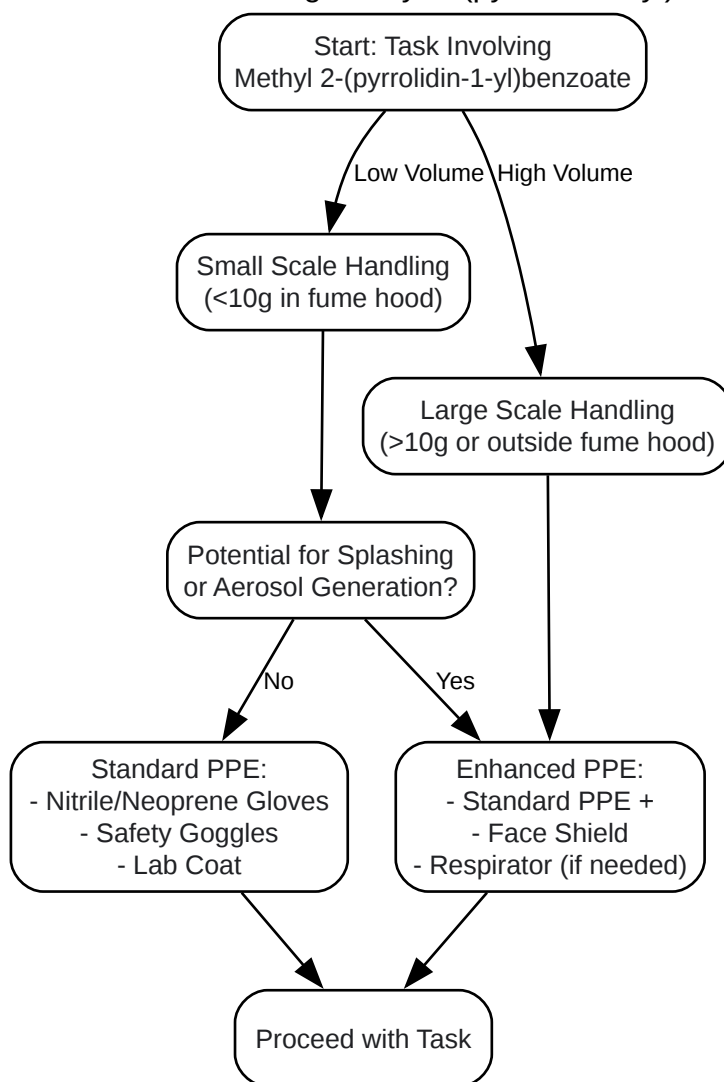 Start: Task Involving
Methyl 2-(pyrrolidin-1-yl)benzoate
Low Volume
High Volume
Small Scale Handling
(<10g in fume hood)
Large Scale Handling
(>10g or outside fume hood)
Potential for Splashing
or Aerosol Generation?
No
Yes
Standard PPE:
- Nitrile/Neoprene Gloves
- Safety Goggles
- Lab Coat
Enhanced PPE:
- Standard PPE +
- Face Shield
- Respirator (if needed)
Proceed with Task